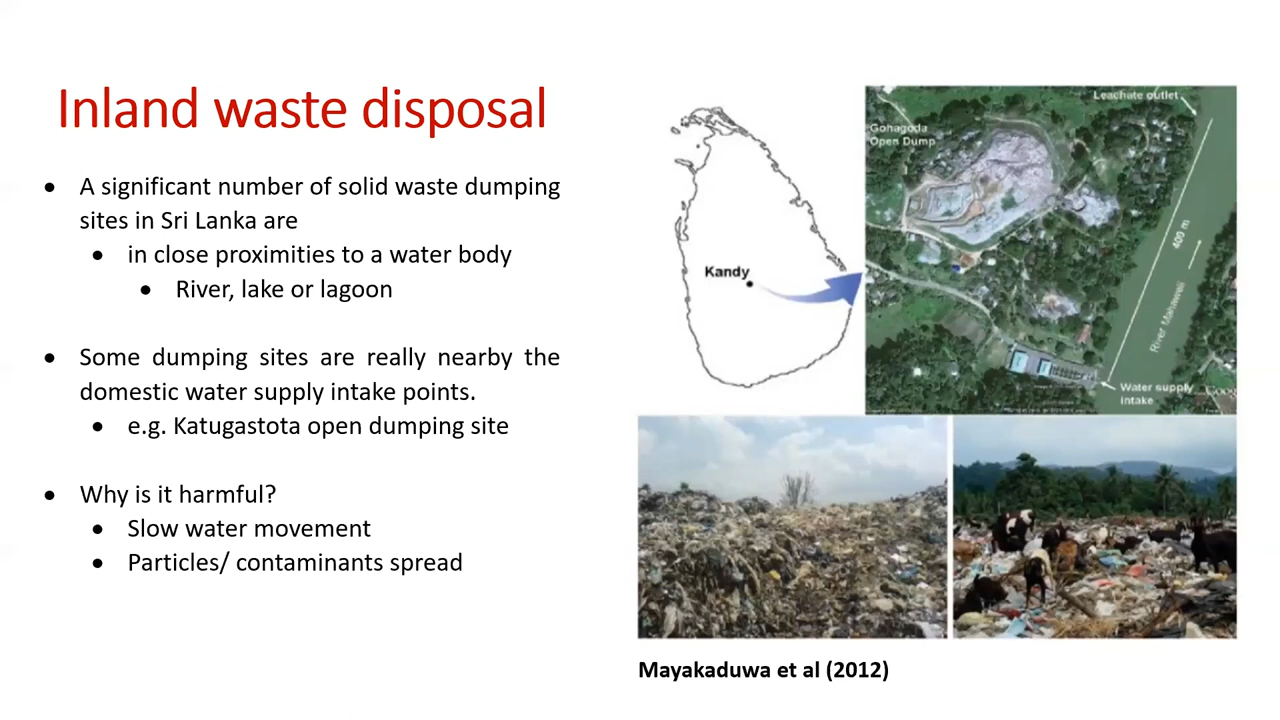 Inland waste disposal
• A significant number of solid waste dumping
sites in Sri Lanka are
• in close proximities to a water body
• River, lake or lagoon
• Some dumping sites are really nearby the
domestic water supply intake points.
• e.g. Katugastota open dumping site
• Why is it harmful?
• Slow water movement
• Particles/ contaminants spread
Kandy
Leachate outlet
Gohagoda
Open Dump
400 m
River Mahaweli
Water supply
intake
Mayakaduwa et al (2012)